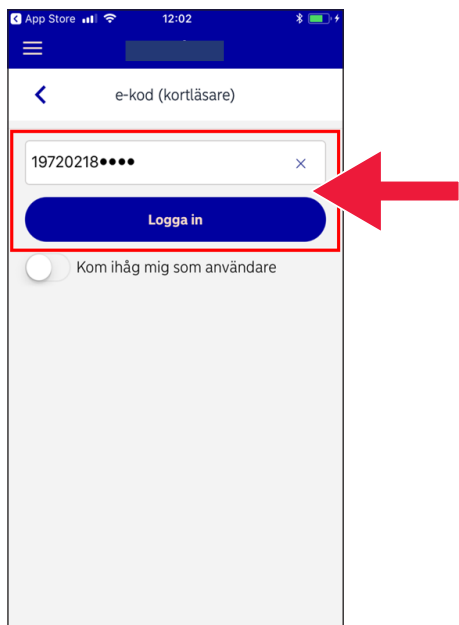 App Store 12:02
e-kod (kortläsare)
19720218••••
Logga in
Kom ihåg mig som användare